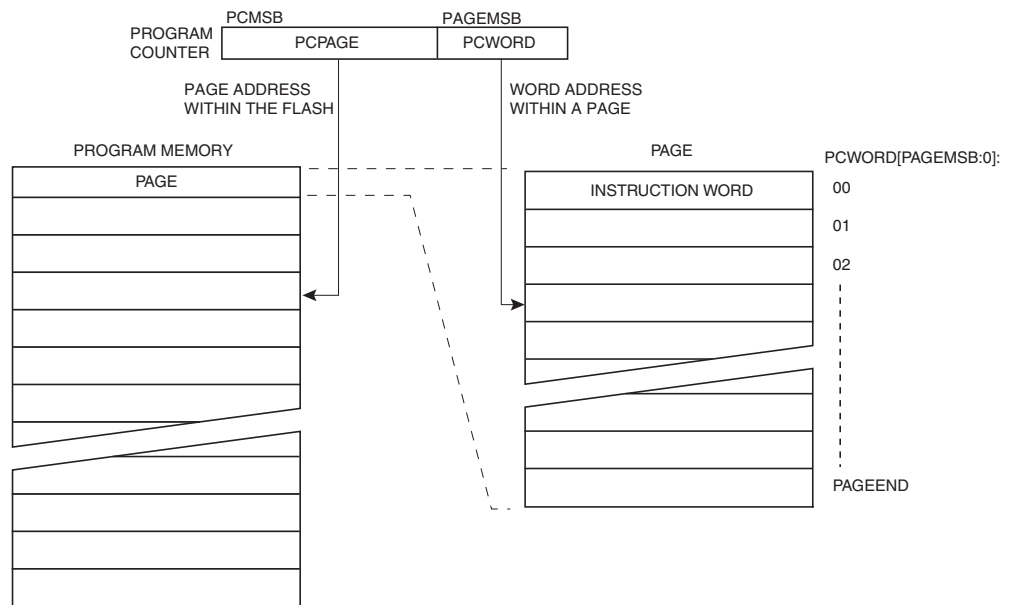 PCMSB
PAGEMSB
PROGRAM
COUNTER
PCPAGE
PCWORD
PAGE ADDRESS
WITHIN THE FLASH
WORD ADDRESS
WITHIN A PAGE
PROGRAM MEMORY
PAGE
PAGE
INSTRUCTION WORD
PCWORD[PAGEMSB:0]:
00
01
02
PAGEEND